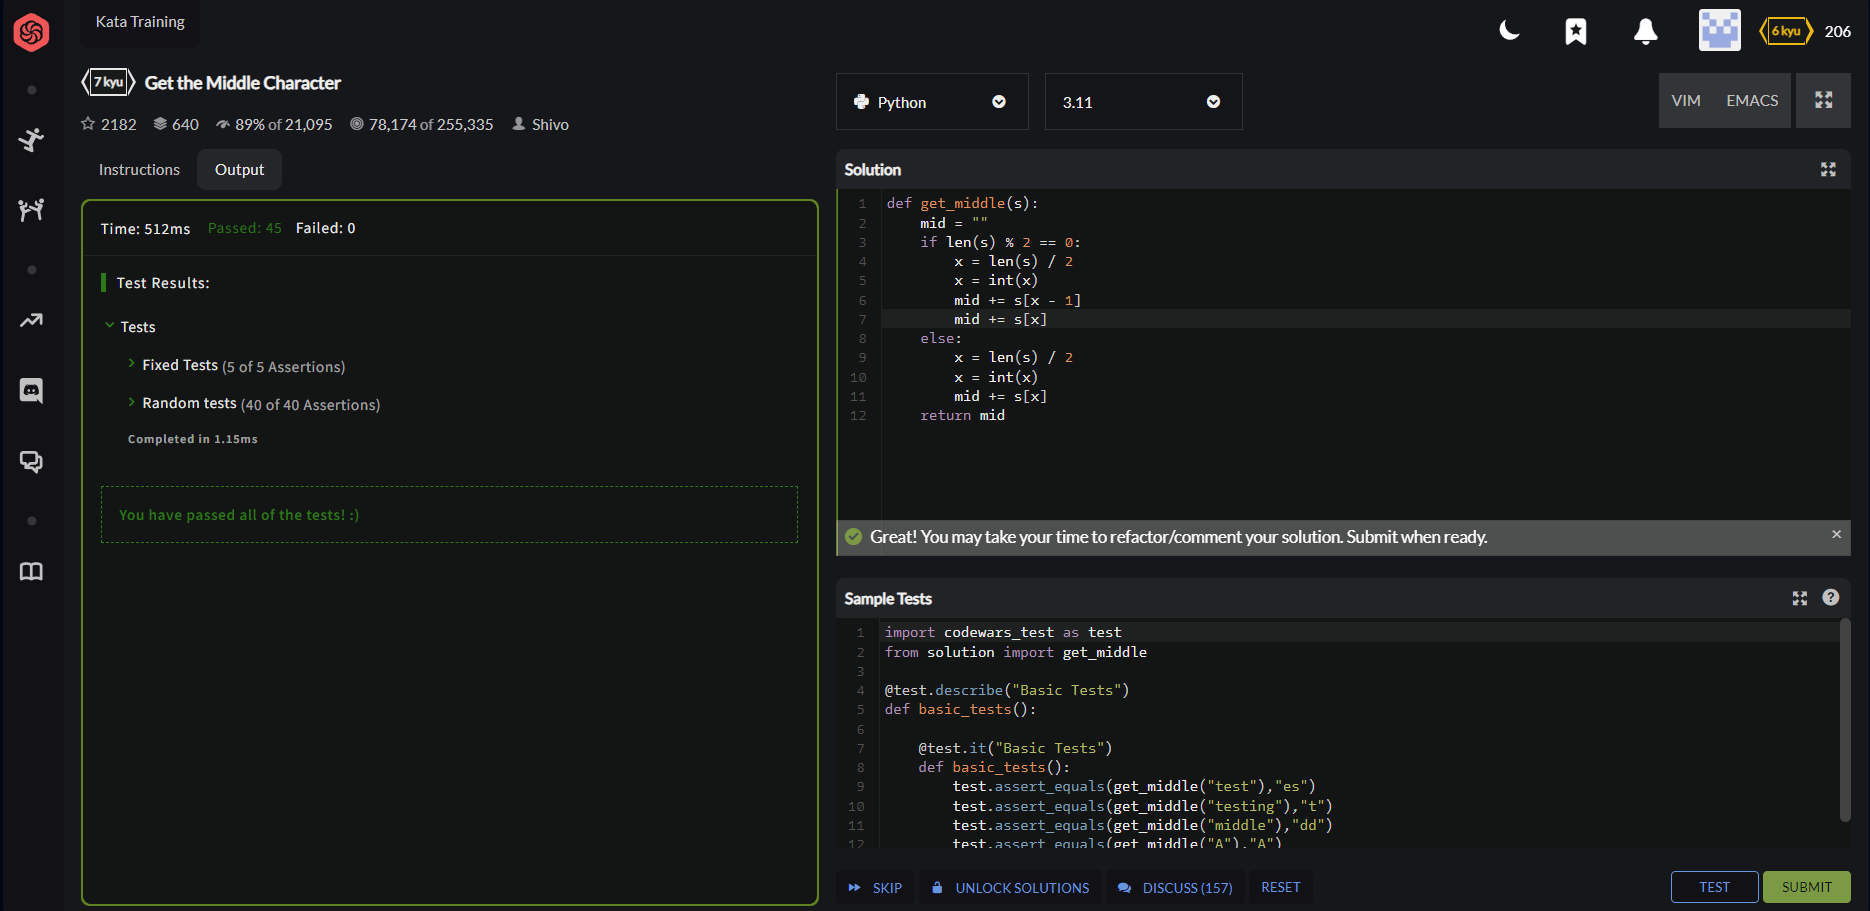 Kata Training
6 kyu 206
7 kyu Get the Middle Character
2182 640 89% of 21,095 78,174 of 255,335 Shivo
Instructions Output
Time: 512ms Passed: 45 Failed: 0
Test Results:
Tests
Fixed Tests (5 of 5 Assertions)
Random tests (40 of 40 Assertions)
Completed in 1.15ms
You have passed all of the tests! :)
Python 3.11
VIM EMACS
Solution
1 def get_middle(s):
2     mid = ""
3     if len(s) % 2 == 0:
4         x = len(s) / 2
5         x = int(x)
6         mid += s[x - 1]
7         mid += s[x]
8     else:
9         x = len(s) / 2
10         x = int(x)
11         mid += s[x]
12     return mid
Great! You may take your time to refactor/comment your solution. Submit when ready. ×
Sample Tests
1 import codewars_test as test
2 from solution import get_middle
3
4 @test.describe("Basic Tests")
5 def basic_tests():
6
7     @test.it("Basic Tests")
8     def basic_tests():
9         test.assert_equals(get_middle("test"),"es")
10         test.assert_equals(get_middle("testing"),"t")
11         test.assert_equals(get_middle("middle"),"dd")
12         test.assert_equals(get_middle("A"),"A")
SKIP UNLOCK SOLUTIONS DISCUSS (157) RESET TEST SUBMIT